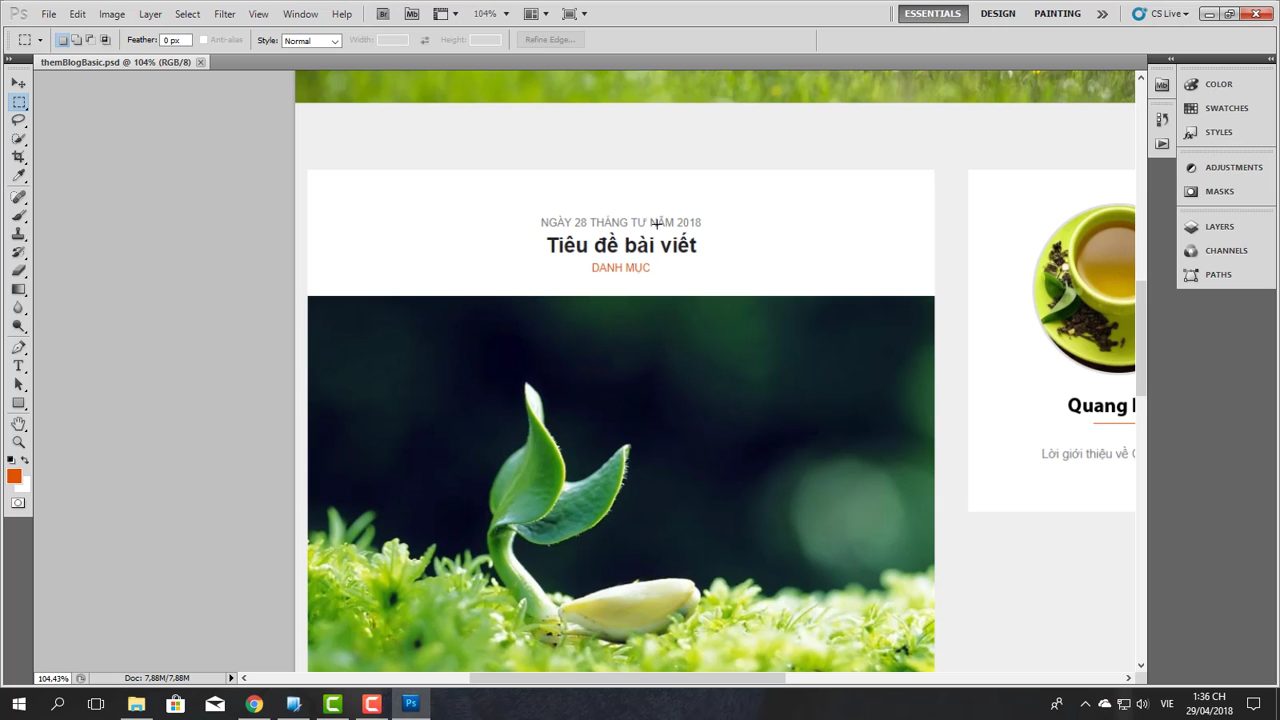 Ps File Edit Image Layer Select Filter View Window Help Br Mb 104% ESSENTIALS DESIGN PAINTING CS Live
Feather: 0 px Anti-alias Style: Normal Width: Height: Refine Edge...
themBlogBasic.psd @ 104% (RGB/8)
Mb COLOR
SWATCHES
STYLES
ADJUSTMENTS
MASKS
LAYERS
CHANNELS
PATHS
NGÀY 28 THÁNG TƯ NĂM 2018
Tiêu đề bài viết
DANH MỤC
Quang
Lời giới thiệu về
104,43% Doc: 7,88M/7,88M
VIE 1:36 CH
29/04/2018